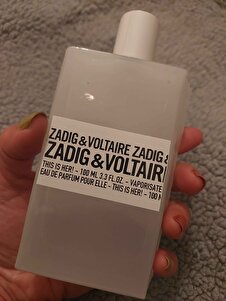 ZADIG & VOLTAIRE ZADIG &
ZADIG & VOLTAIR
THIS IS HER! - 100 ML 3.3 FL.OZ. - VAPORISATE
EAU DE PARFUM POUR ELLE - THIS IS HER! - 100 M